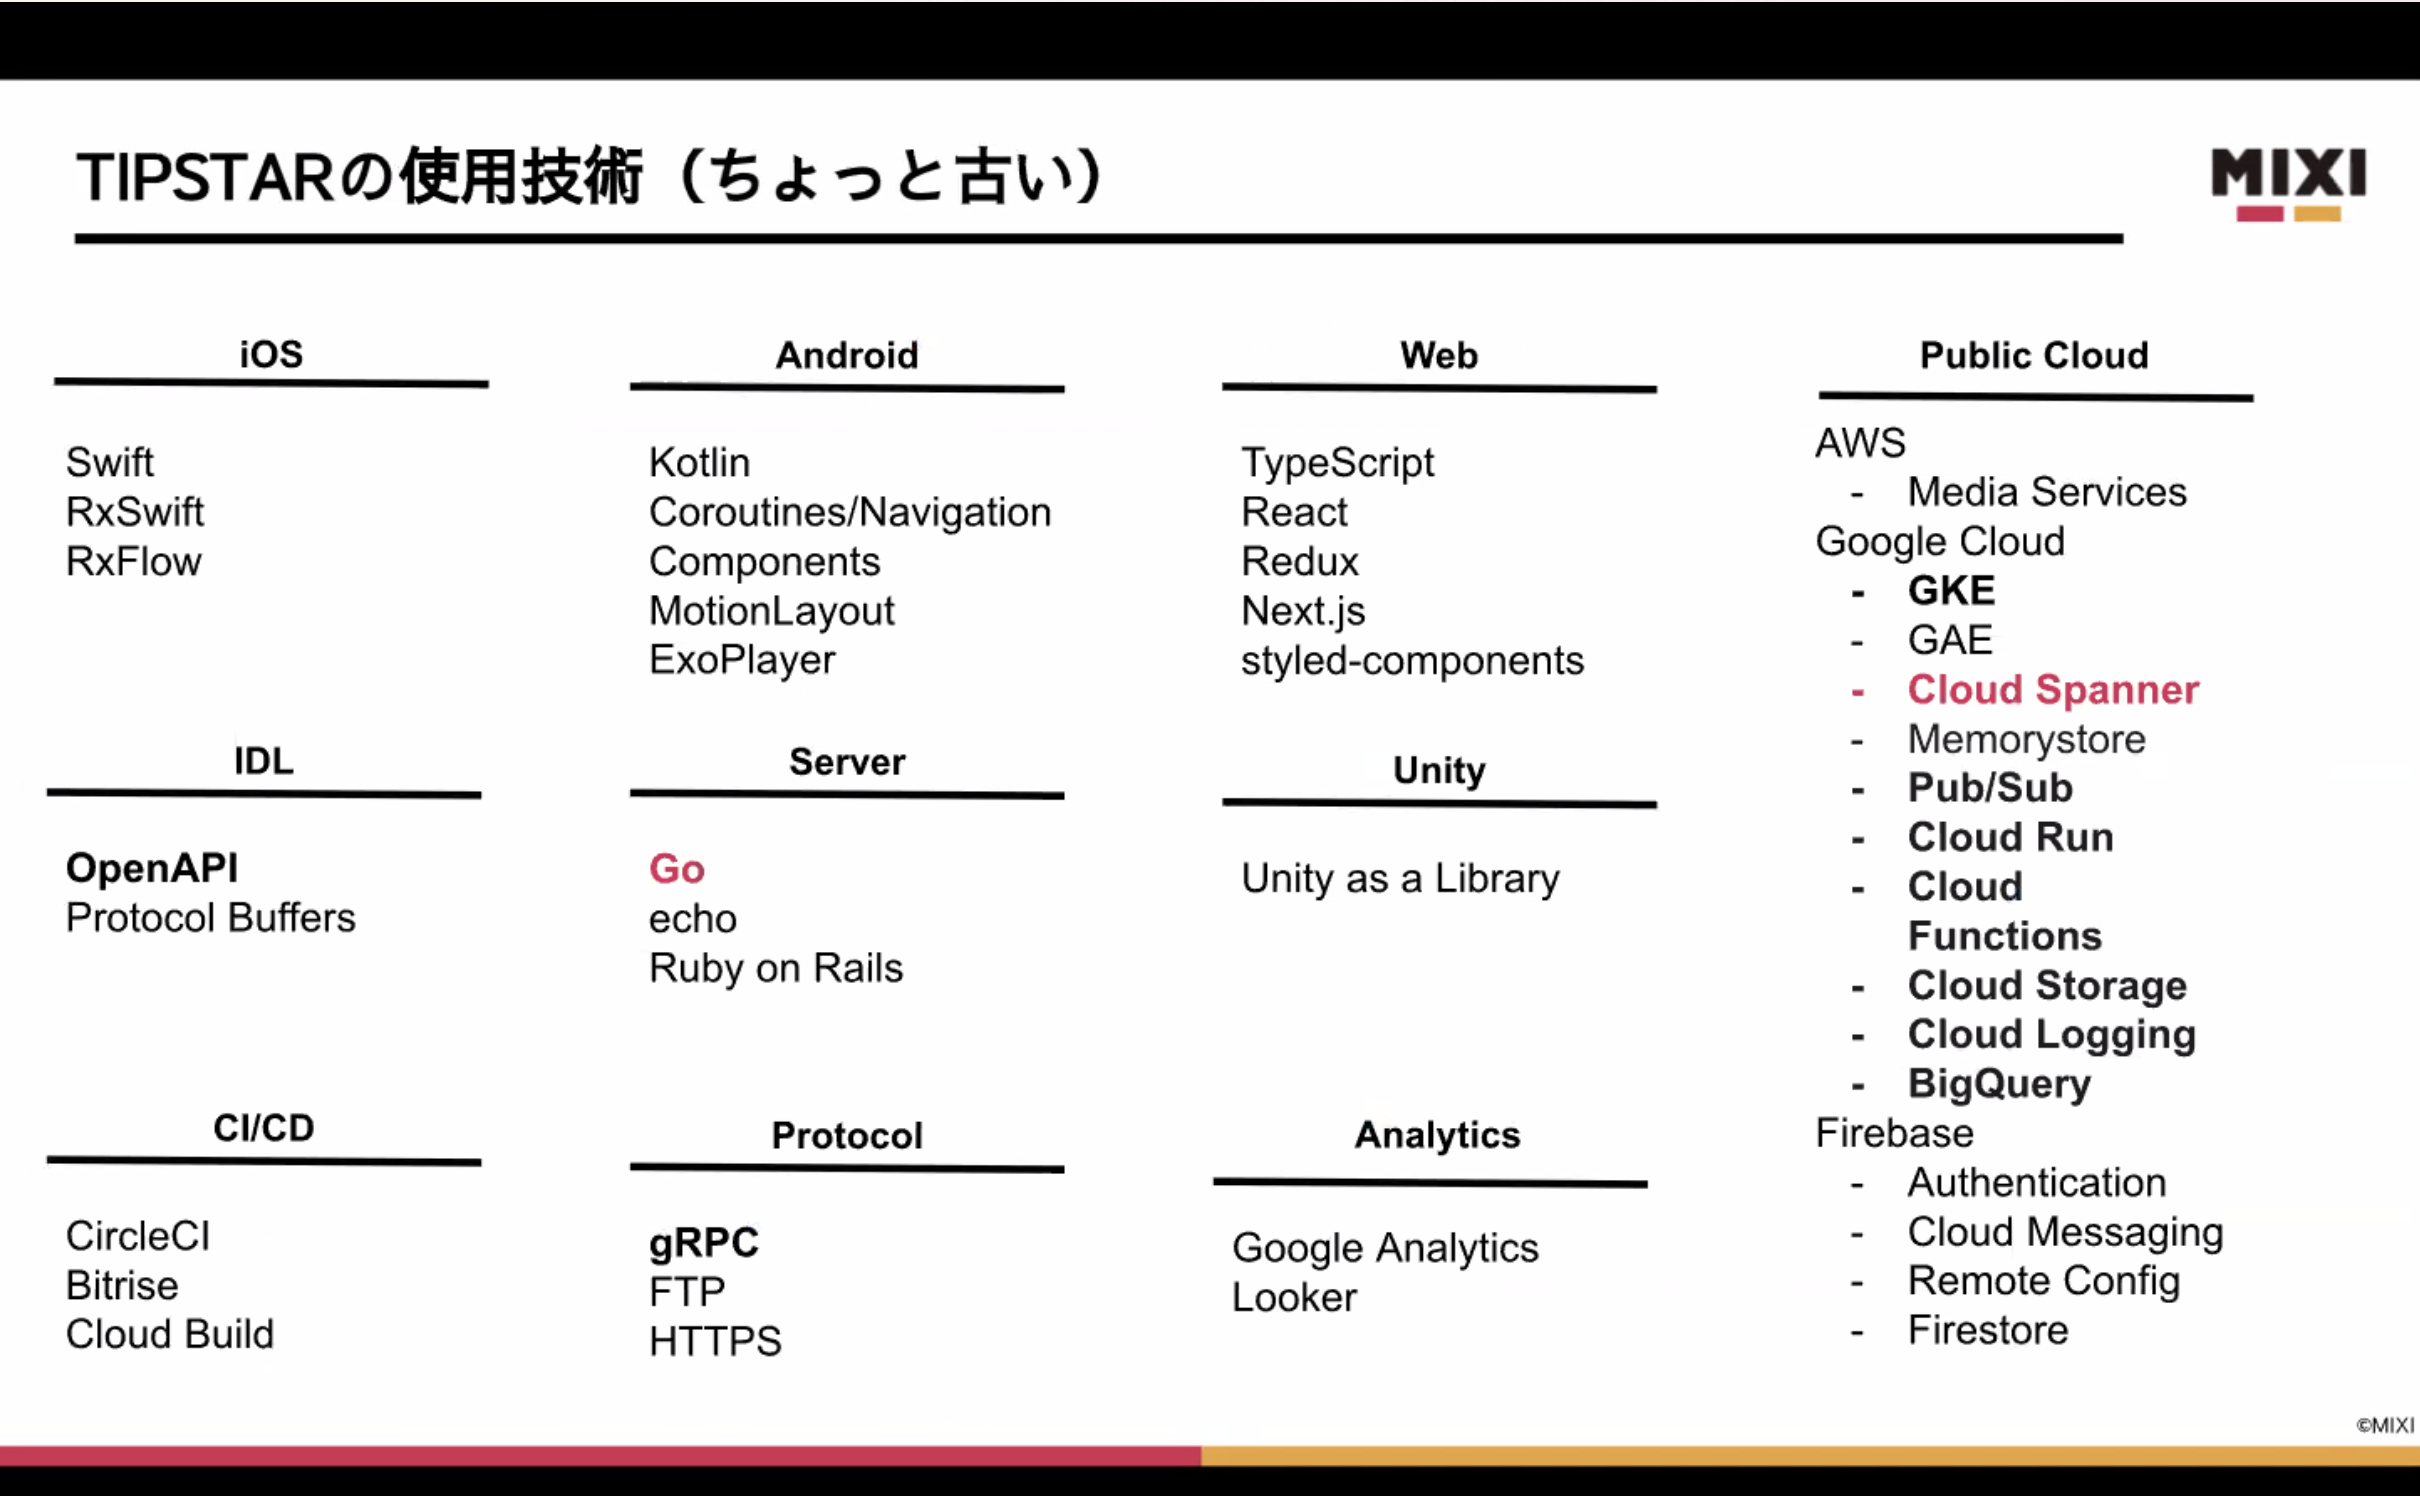 TIPSTARの使用技術（ちょっと古い）
MIXI
iOS
Swift
RxSwift
RxFlow
Android
Kotlin
Coroutines/Navigation
Components
MotionLayout
ExoPlayer
Web
TypeScript
React
Redux
Next.js
styled-components
IDL
OpenAPI
Protocol Buffers
Server
Go
echo
Ruby on Rails
Unity
Unity as a Library
CI/CD
CircleCI
Bitrise
Cloud Build
Protocol
gRPC
FTP
HTTPS
Analytics
Google Analytics
Looker
Public Cloud
AWS
- Media Services
Google Cloud
- GKE
- GAE
- Cloud Spanner
- Memorystore
- Pub/Sub
- Cloud Run
- Cloud
Functions
- Cloud Storage
- Cloud Logging
- BigQuery
Firebase
- Authentication
- Cloud Messaging
- Remote Config
- Firestore
©MIXI